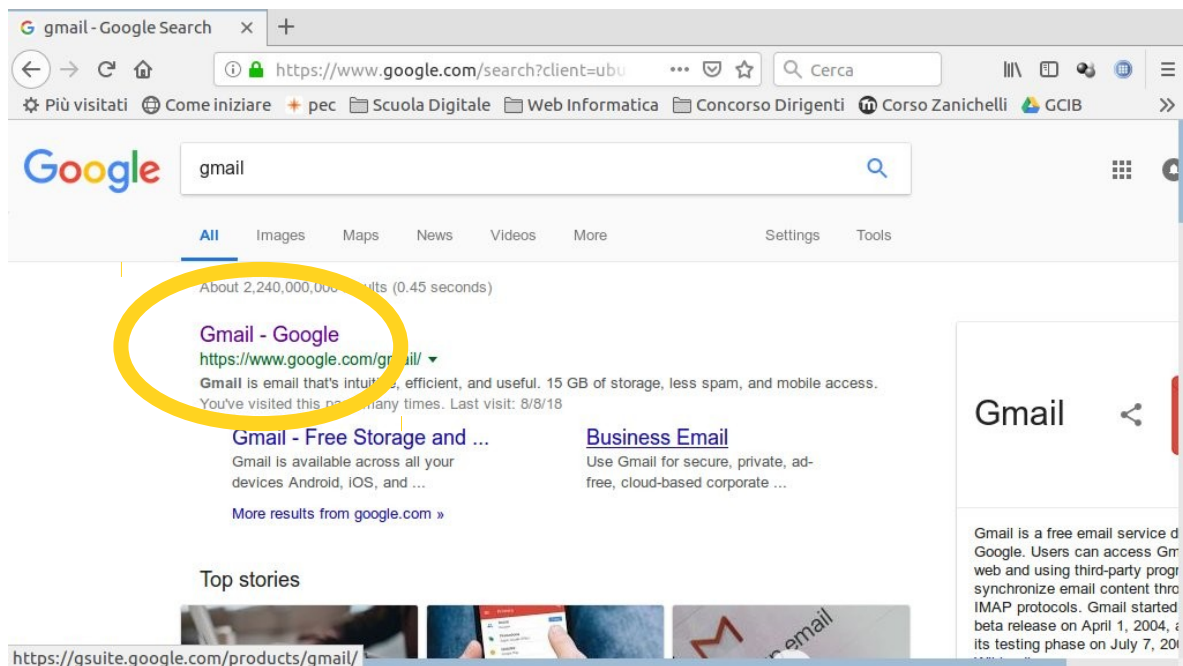 gmail - Google Search
https://www.google.com/search?client=ubu
Cerca
Più visitati Come iniziare pec Scuola Digitale Web Informatica Concorso Dirigenti Corso Zanichelli GCIB
Google
gmail
All Images Maps News Videos More Settings Tools
About 2,240,000,000 results (0.45 seconds)
Gmail - Google
https://www.google.com/gmail/
Gmail is email that's intuitive, efficient, and useful. 15 GB of storage, less spam, and mobile access.
You've visited this page many times. Last visit: 8/8/18
Gmail - Free Storage and ...
Gmail is available across all your
devices Android, iOS, and ...
Business Email
Use Gmail for secure, private, ad-
free, cloud-based corporate ...
More results from google.com »
Top stories
email
Gmail
Gmail is a free email service d
Google. Users can access Gm
web and using third-party progr
synchronize email content thro
IMAP protocols. Gmail started
beta release on April 1, 2004, a
its testing phase on July 7, 200
https://gsuite.google.com/products/gmail/